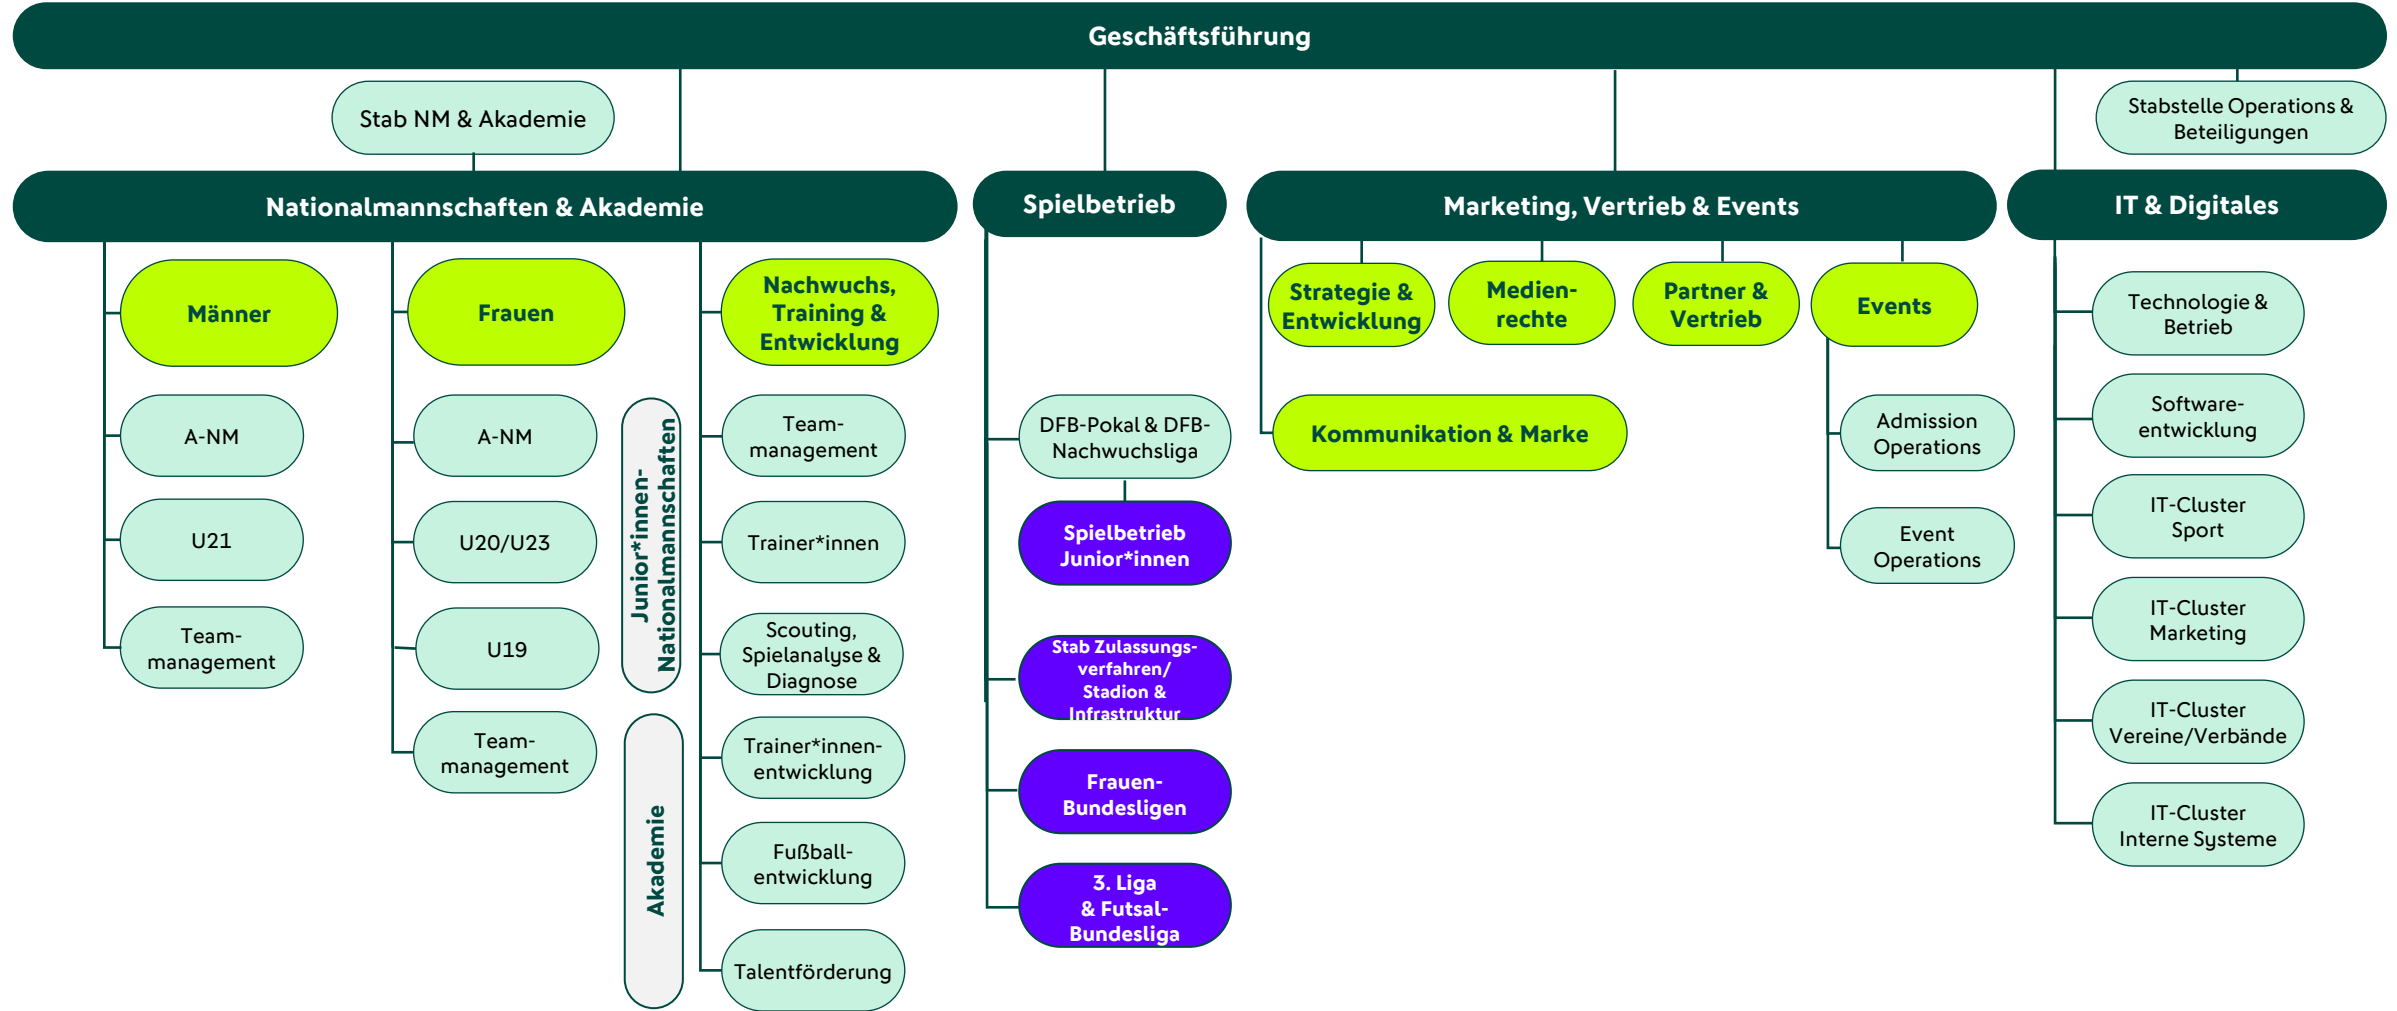 Geschäftsführung
Stab NM & Akademie
Stabstelle Operations &
Beteiligungen
Nationalmannschaften & Akademie
Spielbetrieb
Marketing, Vertrieb & Events
IT & Digitales
Männer
A-NM
U21
Team-
management
Frauen
A-NM
U20/U23
U19
Team-
management
Junior*innen-
Nationalmannschaften
Akademie
Nachwuchs,
Training &
Entwicklung
Team-
management
Trainer*innen
Scouting,
Spielanalyse &
Diagnose
Trainer*innen-
entwicklung
Fußball-
entwicklung
Talentförderung
DFB-Pokal & DFB-
Nachwuchsliga
Spielbetrieb
Junior*innen
Stab Zulassungs-
verfahren/
Stadion &
Infrastruktur
Frauen-
Bundesligen
3. Liga
& Futsal-
Bundesliga
Strategie &
Entwicklung
Medien-
rechte
Partner &
Vertrieb
Events
Kommunikation & Marke
Admission
Operations
Event
Operations
Technologie &
Betrieb
Software-
entwicklung
IT-Cluster
Sport
IT-Cluster
Marketing
IT-Cluster
Vereine/Verbände
IT-Cluster
Interne Systeme